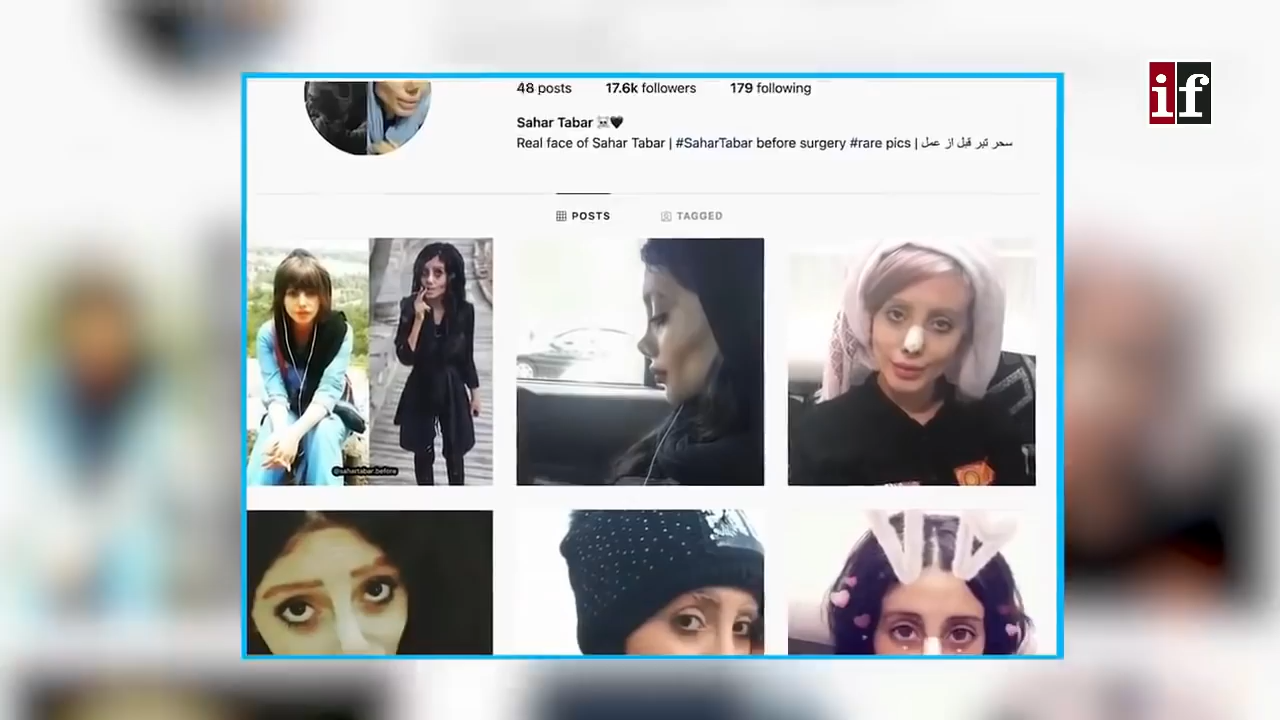 if
48 posts 17.6k followers 179 following
Sahar Tabar ☠️🖤
Real face of Sahar Tabar | #SaharTabar before surgery #rare pics | سحر تبر قبل از عمل
POSTS TAGGED
@sahartabar.before